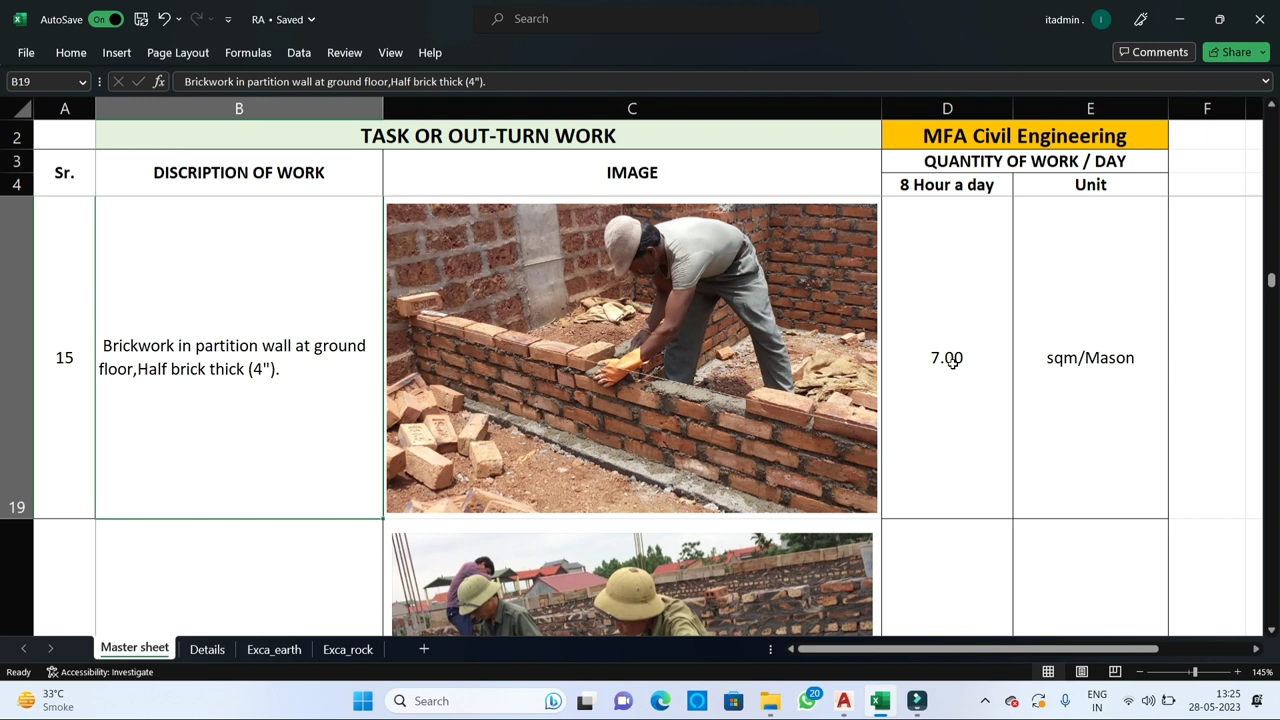 AutoSave On RA • Saved Search itadmin . I
File Home Insert Page Layout Formulas Data Review View Help Comments Share
B19 fx Brickwork in partition wall at ground floor,Half brick thick (4").
A B C D E F
2 TASK OR OUT-TURN WORK MFA Civil Engineering
3 Sr. DISCRIPTION OF WORK IMAGE QUANTITY OF WORK / DAY
4 8 Hour a day Unit
15 Brickwork in partition wall at ground
floor,Half brick thick (4"). 7.00 sqm/Mason
19
Master sheet Details Exca_earth Exca_rock
Ready Accessibility: Investigate 145%
33°C
Smoke
Search
20
ENG
IN
13:25
28-05-2023